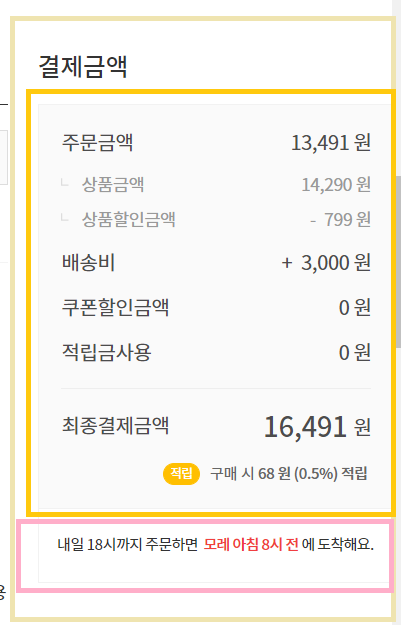 결제금액
주문금액 13,491 원
상품금액 14,290 원
상품할인금액 - 799 원
배송비 + 3,000 원
쿠폰할인금액 0 원
적립금사용 0 원
최종결제금액 16,491 원
적립 구매 시 68 원 (0.5%) 적립
내일 18시까지 주문하면 모레 아침 8시 전에 도착해요.